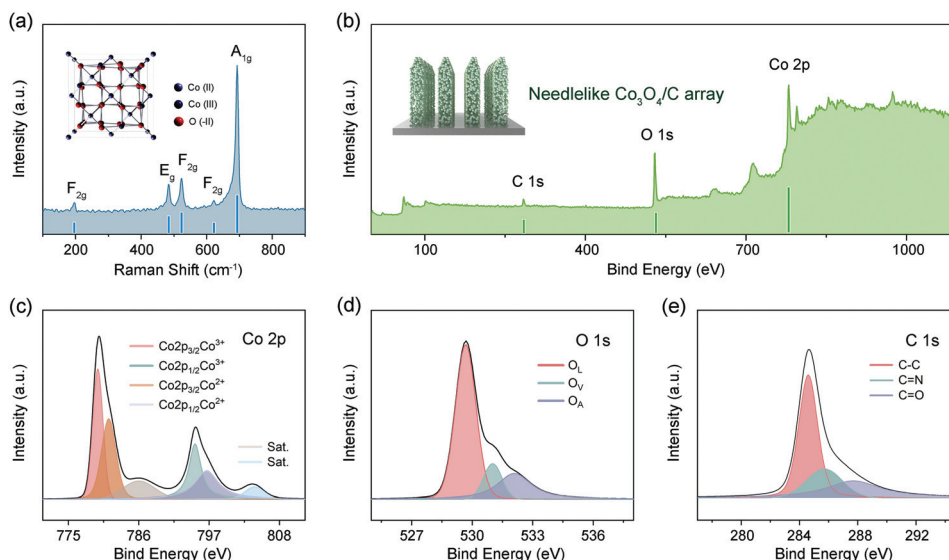 (a)
A1g
Co (II)
Co (III)
O (-II)
F2g
Eg
F2g
F2g
Intensity (a.u.)
200
400
600
800
Raman Shift (cm-1)
(b)
Needlelike Co3O4/C array
Co 2p
O 1s
C 1s
Intensity (a.u.)
100
400
700
1000
Bind Energy (eV)
(c)
Co 2p
Co2p3/2Co3+
Co2p1/2Co3+
Co2p3/2Co2+
Co2p1/2Co2+
Sat.
Sat.
Intensity (a.u.)
775
786
797
808
Bind Energy (eV)
(d)
O 1s
OL
OV
OA
Intensity (a.u.)
527
530
533
536
Bind Energy (eV)
(e)
C 1s
C-C
C=N
C=O
Intensity (a.u.)
280
284
288
292
Bind Energy (eV)